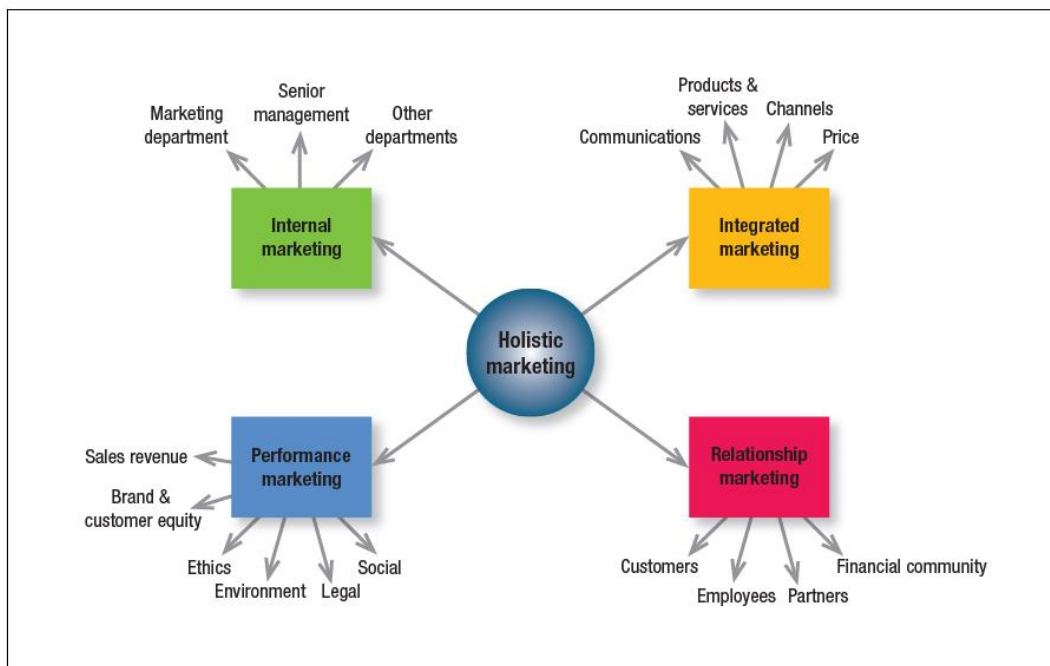 Marketing
department
Senior
management
Other
departments
Internal
marketing
Communications
Products &
services
Channels
Price
Integrated
marketing
Holistic
marketing
Performance
marketing
Sales revenue
Brand &
customer equity
Ethics
Environment
Legal
Social
Relationship
marketing
Customers
Employees
Partners
Financial community